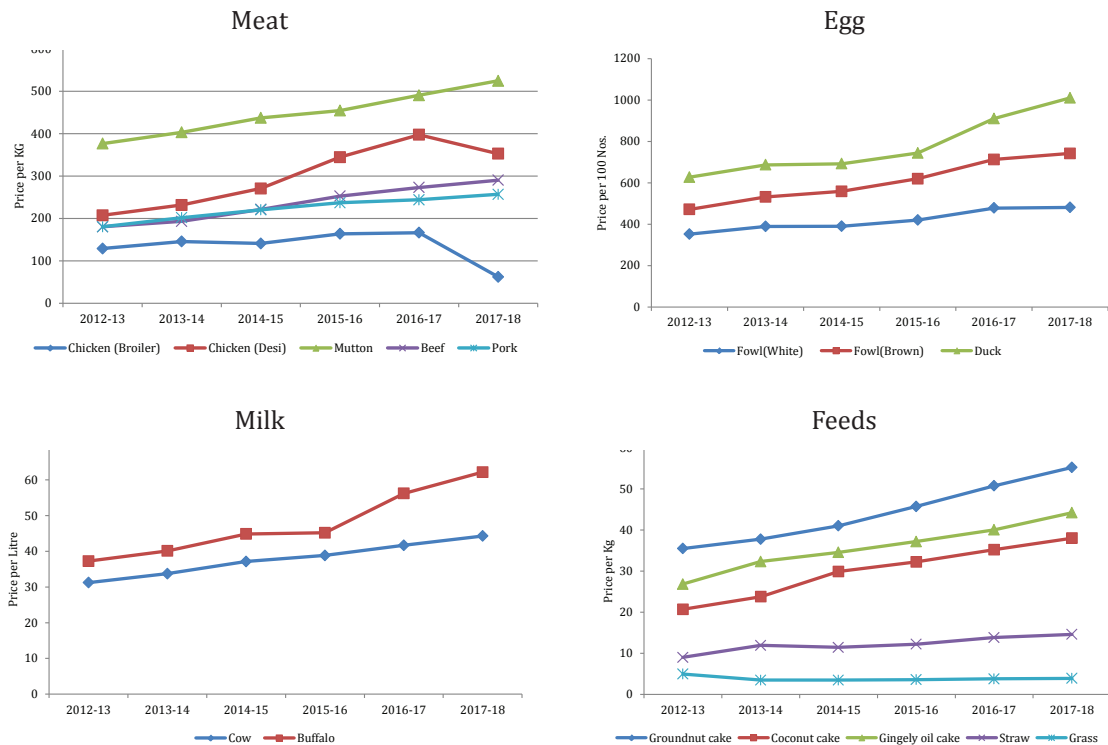 Meat
Price per KG
600
500
400
300
200
100
0
2012-13 2013-14 2014-15 2015-16 2016-17 2017-18
Chicken (Broiler) Chicken (Desi) Mutton Beef Pork
Egg
Price per 100 Nos.
1200
1000
800
600
400
200
0
2012-13 2013-14 2014-15 2015-16 2016-17 2017-18
Fowl(White) Fowl(Brown) Duck
Milk
Price per Litre
60
50
40
30
20
10
0
2012-13 2013-14 2014-15 2015-16 2016-17 2017-18
Cow Buffalo
Feeds
Price per Kg
60
50
40
30
20
10
0
2012-13 2013-14 2014-15 2015-16 2016-17 2017-18
Groundnut cake Coconut cake Gingely oil cake Straw Grass